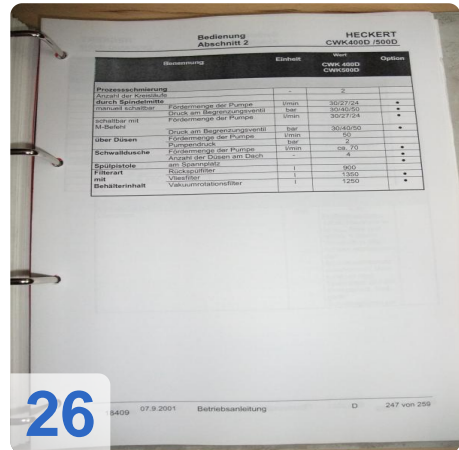 Bedienung HECKERT
Abschnitt 2 CWK400D /500D
Benennung Einheit Wert Option
CWK 400D
CWK500D
Prozessschmierung
Anzahl der Kreisläufe - 2
durch Spindelmitte
manuell schaltbar Fördermenge der Pumpe l/min 30/27/24 •
Druck am Begrenzungsventil bar 30/40/50 •
schaltbar mit Fördermenge der Pumpe l/min 30/27/24 •
M-Befehl
Druck am Begrenzungsventil bar 30/40/50 •
über Düsen Fördermenge der Pumpe l/min 50
Pumpendruck bar 2
Schwalldusche Fördermenge der Pumpe l/min ca. 70 •
Anzahl der Düsen am Dach - 4 •
Spülpistole am Spannplatz •
Filterart Rückspülfilter l 900
mit Vliesfilter l 1350 •
Behälterinhalt Vakuumrotationsfilter l 1250 •
18409 07.9.2001 Betriebsanleitung D 247 von 259
26